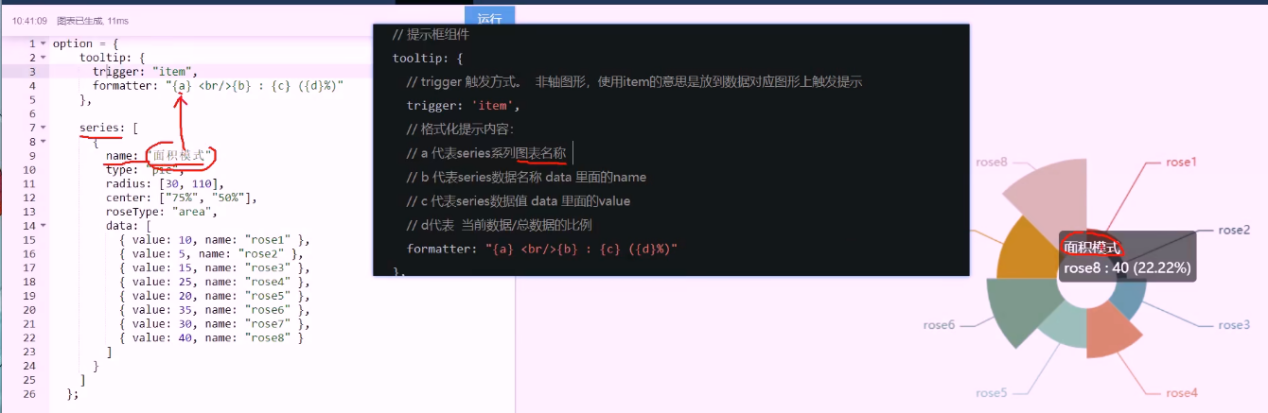 10:41:09 图表已生成, 11ms
运行
1 option = {
2 tooltip: {
3 trigger: "item",
4 formatter: "{a} <br/>{b} : {c} ({d}%)"
5 },
6
7 series: [
8 {
9 name: "面积模式"
10 type: "pie",
11 radius: [30, 110],
12 center: ["75%", "50%"],
13 roseType: "area",
14 data: [
15 { value: 10, name: "rose1" },
16 { value: 5, name: "rose2" },
17 { value: 15, name: "rose3" },
18 { value: 25, name: "rose4" },
19 { value: 20, name: "rose5" },
20 { value: 35, name: "rose6" },
21 { value: 30, name: "rose7" },
22 { value: 40, name: "rose8" }
23 ]
24 }
25 ]
26 };
// 提示框组件
tooltip: {
// trigger 触发方式。 非轴图形，使用item的意思是放到数据对应图形上触发提示
trigger: 'item',
// 格式化提示内容:
// a 代表series系列图表名称
// b 代表series数据名称 data 里面的name
// c 代表series数据值 data 里面的value
// d代表 当前数据/总数据的比例
formatter: "{a} <br/>{b} : {c} ({d}%)"
},
rose8
rose1
rose2
面积模式
rose8 : 40 (22.22%)
rose6
rose3
rose5
rose4